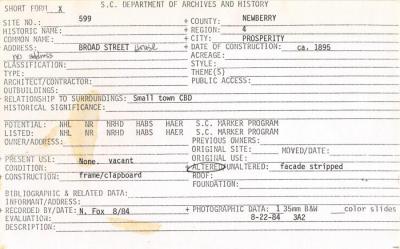 S.C. DEPARTMENT OF ARCHIVES AND HISTORY
SHORT FORM X
SITE NO.: 599 + COUNTY: NEWBERRY
HISTORIC NAME: + REGION: 4
COMMON NAME: + CITY: PROSPERITY
ADDRESS: BROAD STREET + DATE OF CONSTRUCTION: ca. 1895
no address ACREAGE:
CLASSIFICATION: STYLE:
TYPE: THEME(S)
ARCHITECT/CONTRACTOR: PUBLIC ACCESS:
OUTBUILDINGS:
+ RELATIONSHIP TO SURROUNDINGS: Small town CBD
HISTORICAL SIGNIFICANCE:
POTENTIAL: NHL NR NRHD HABS HAER S.C. MARKER PROGRAM
LISTED: NHL NR NRHD HABS HAER S.C. MARKER PROGRAM
OWNER/ADDRESS: PREVIOUS OWNERS:
ORIGINAL SITE: MOVED/DATE:
+ PRESENT USE: None. vacant ORIGINAL USE:
CONDITION: + ALTERED/UNALTERED: facade stripped
+ CONSTRUCTION: frame/clapboard ROOF:
FOUNDATION:
BIBLIOGRAPHIC & RELATED DATA:
INFORMANT/ADDRESS:
+ RECORDED BY/DATE: N. Fox 8/84 + PHOTOGRAPHIC DATA: 1 35mm B&W color slides
EVALUATION: 8-22-84 3A2
DESCRIPTION: